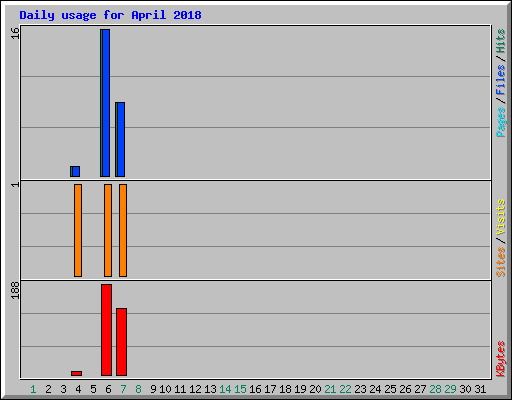 Daily usage for April 2018
16
1
188
Pages / Files / Hits
Sites / Visits
KBytes
1 2 3 4 5 6 7 8 9 10 11 12 13 14 15 16 17 18 19 20 21 22 23 24 25 26 27 28 29 30 31